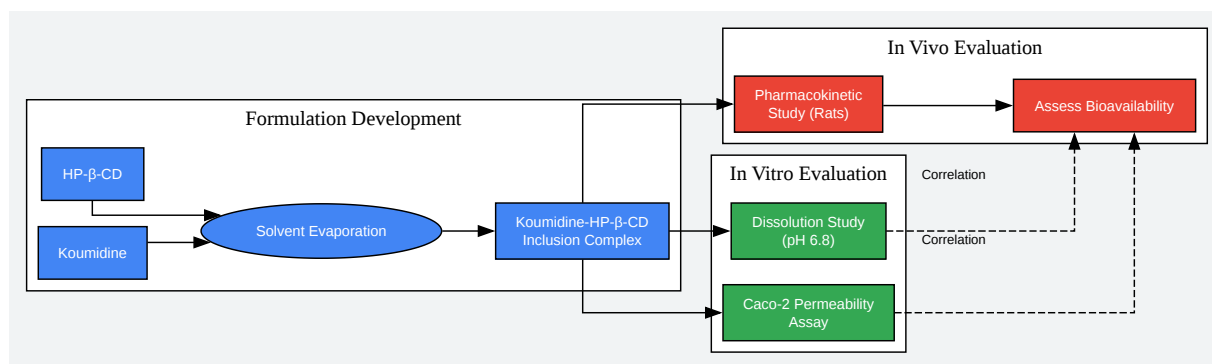 Formulation Development
HP-β-CD
Koumidine
Solvent Evaporation
Koumidine-HP-β-CD
Inclusion Complex
In Vivo Evaluation
Pharmacokinetic
Study (Rats)
Assess Bioavailability
In Vitro Evaluation
Dissolution Study
(pH 6.8)
Caco-2 Permeability
Assay
Correlation
Correlation